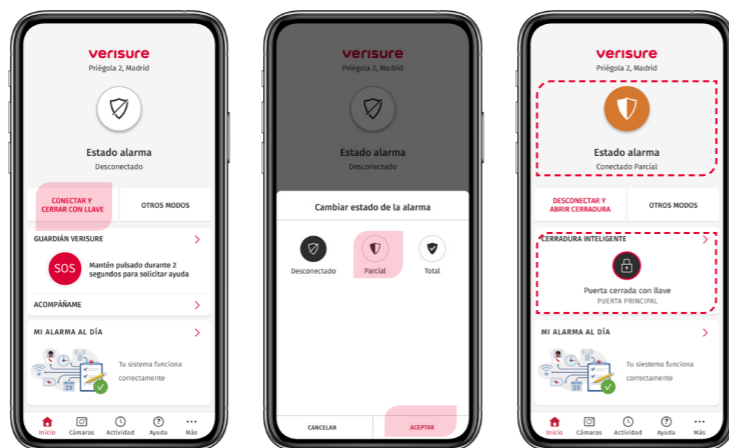 verisure
Priégola 2, Madrid
Estado alarma
Desconectado
CONECTAR Y
CERRAR CON LLAVE
OTROS MODOS
GUARDIÁN VERISURE
SOS
Mantén pulsado durante 2
segundos para solicitar ayuda
ACOMPÁÑAME
MI ALARMA AL DÍA
23
Tu sistema funciona
correctamente
Inicio
Cámaras
Actividad
Ayuda
Más
verisure
Priégola 2, Madrid
Estado alarma
Desconectado
Cambiar estado de la alarma
Desconectado
Parcial
Total
CANCELAR
ACEPTAR
verisure
Priégola 2, Madrid
Estado alarma
Conectado Parcial
DESCONECTAR Y
ABRIR CERRADURA
OTROS MODOS
CERRADURA INTELIGENTE
Puerta cerrada con llave
PUERTA PRINCIPAL
MI ALARMA AL DÍA
23
Tu siestema funciona
correctamente
Inicio
Cámaras
Actividad
Ayuda
Más